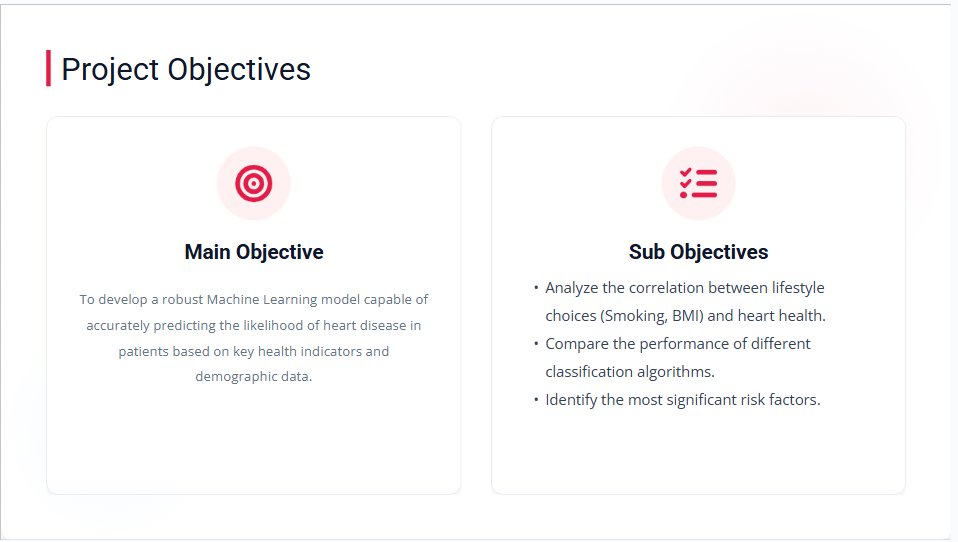 Project Objectives
Main Objective
To develop a robust Machine Learning model capable of
accurately predicting the likelihood of heart disease in
patients based on key health indicators and
demographic data.
Sub Objectives
• Analyze the correlation between lifestyle
choices (Smoking, BMI) and heart health.
• Compare the performance of different
classification algorithms.
• Identify the most significant risk factors.